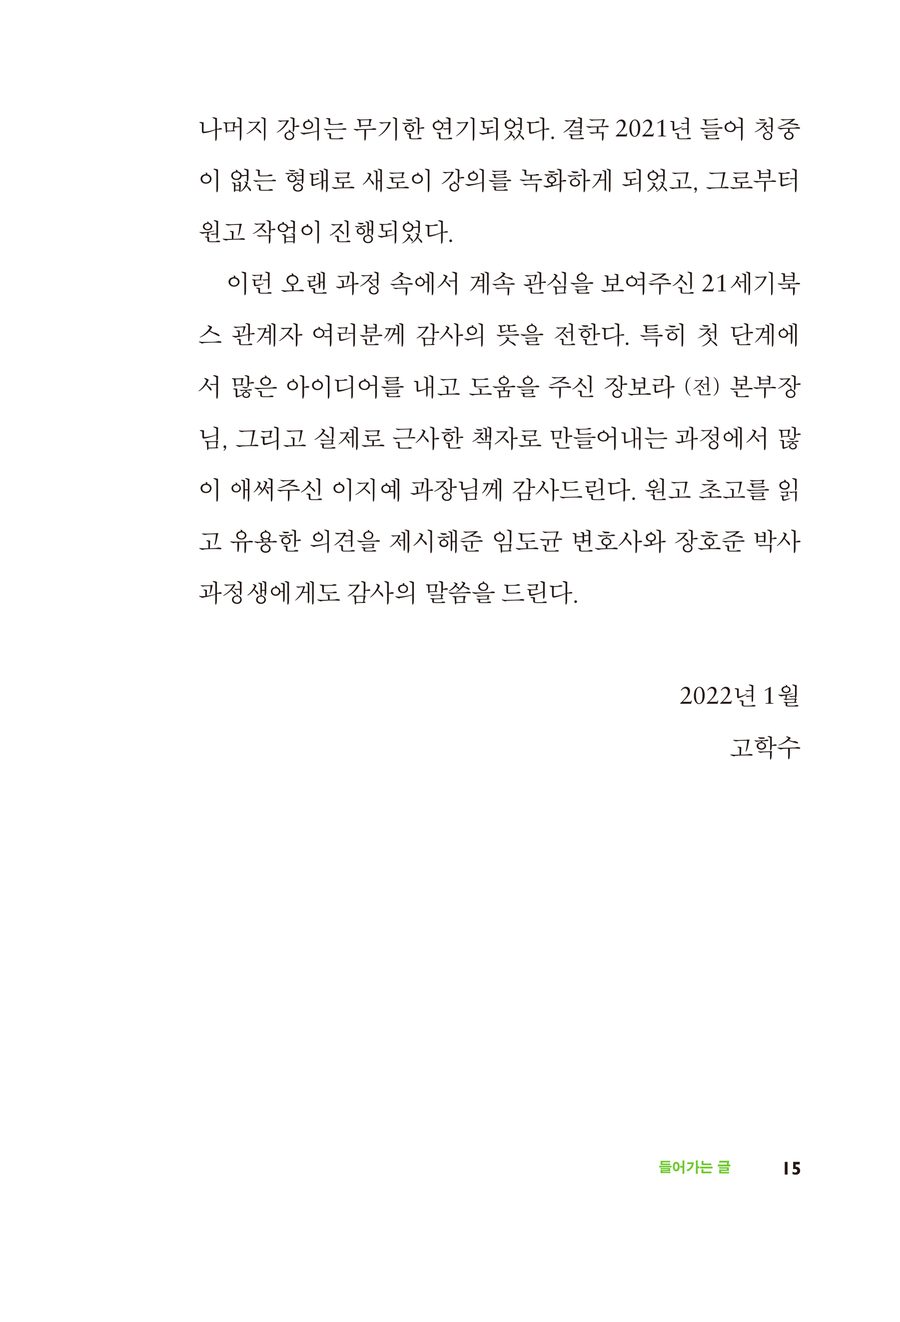 나머지 강의는 무기한 연기되었다. 결국 2021년 들어 청중
이 없는 형태로 새로이 강의를 녹화하게 되었고, 그로부터
원고 작업이 진행되었다.
이런 오랜 과정 속에서 계속 관심을 보여주신 21세기북
스 관계자 여러분께 감사의 뜻을 전한다. 특히 첫 단계에
서 많은 아이디어를 내고 도움을 주신 장보라 (전) 본부장
님, 그리고 실제로 근사한 책자로 만들어내는 과정에서 많
이 애써주신 이지예 과장님께 감사드린다. 원고 초고를 읽
고 유용한 의견을 제시해준 임도균 변호사와 장호준 박사
과정생에게도 감사의 말씀을 드린다.
2022년 1월
고학수
들어가는 글 15